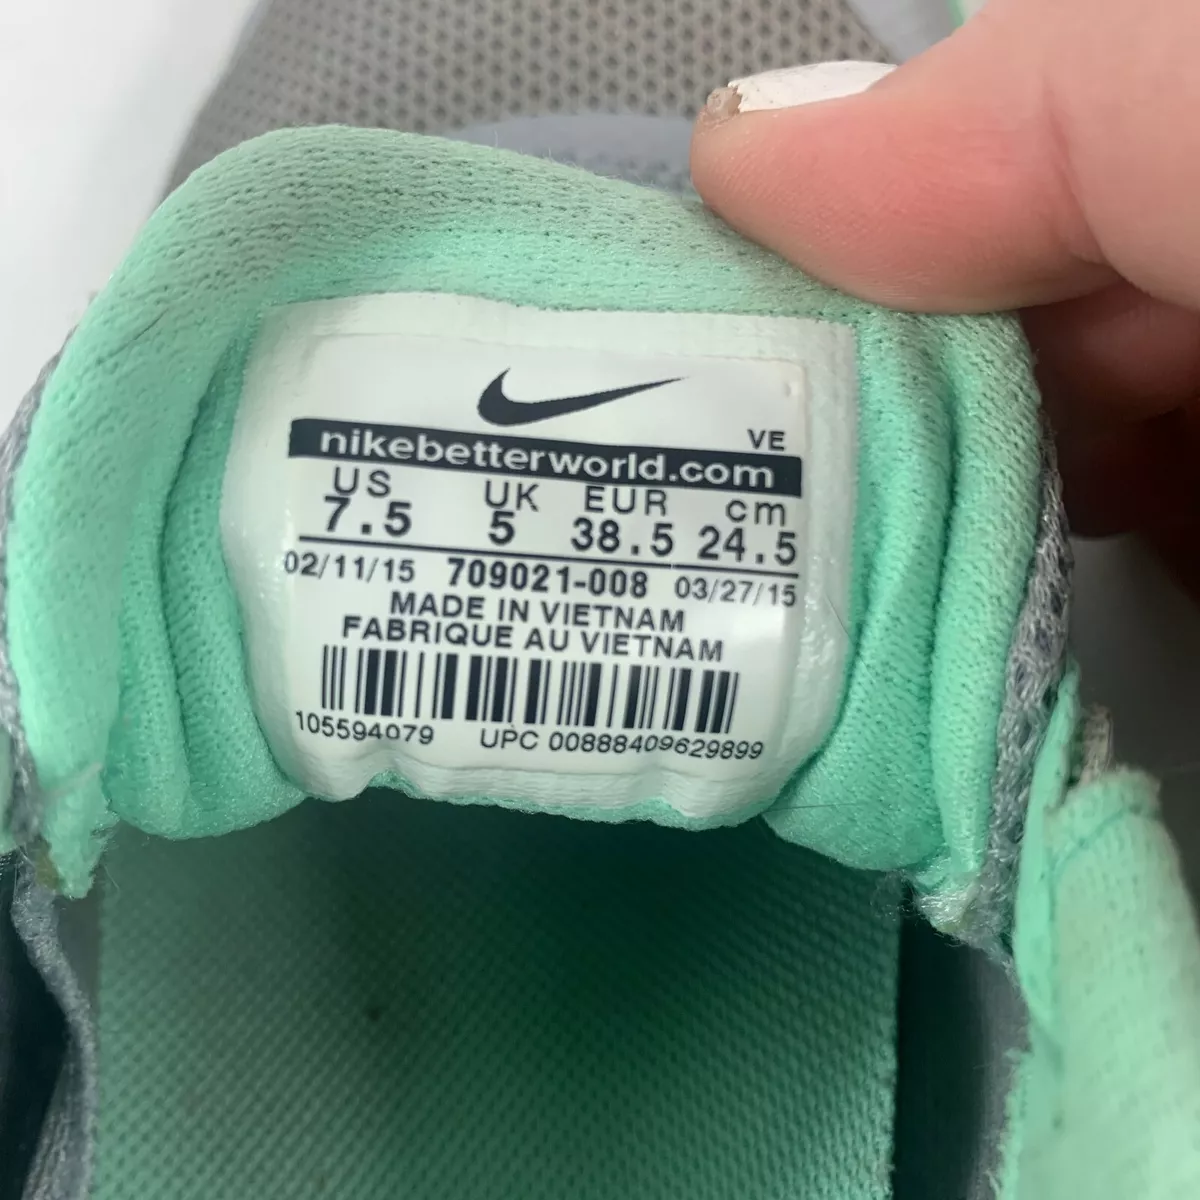 VE
nikebetterworld.com
US UK EUR cm
7.5 5 38.5 24.5
02/11/15 709021-008 03/27/15
MADE IN VIETNAM
FABRIQUE AU VIETNAM
105594079 UPC 00888409629899